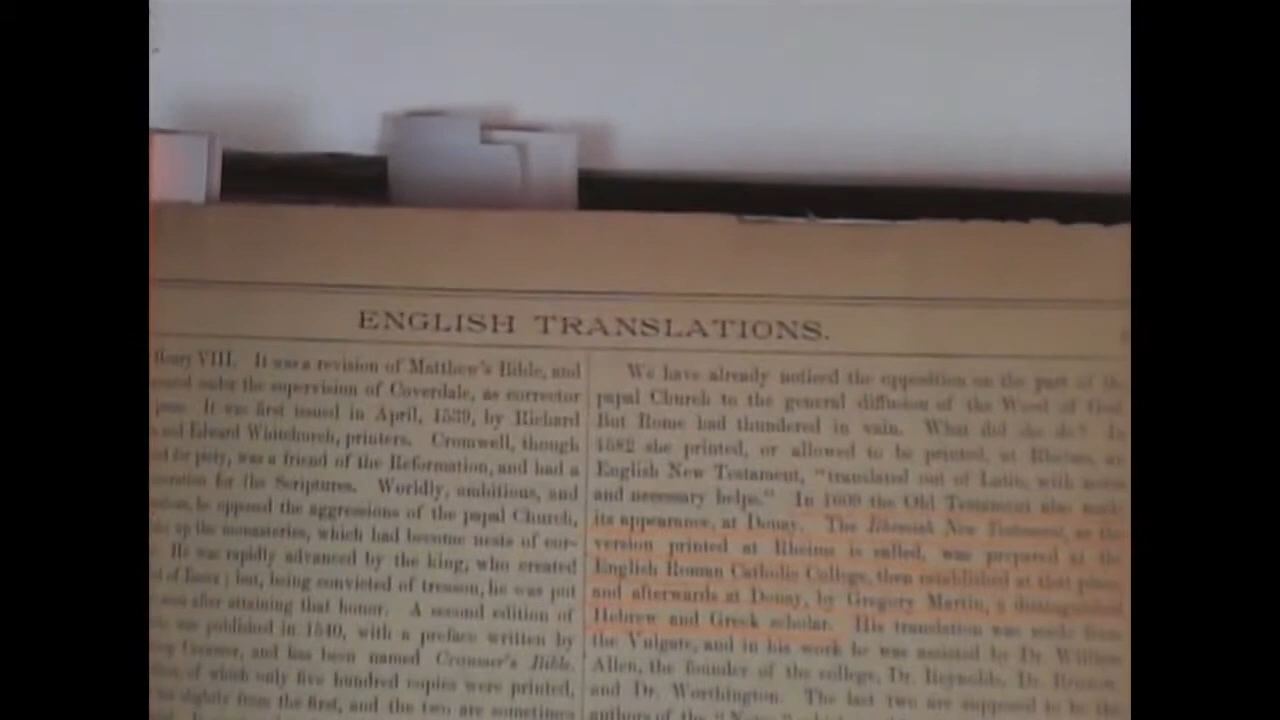 ENGLISH TRANSLATIONS.
Henry VIII. It was a revision of Matthew's Bible, and
under the supervision of Coverdale, as corrector
It was first issued in April, 1539, by Richard
and Edward Whitchurch, printers. Cromwell, though
for piety, was a friend of the Reformation, and had a
for the Scriptures. Worldly, ambitious, and
he opposed the aggressions of the papal Church,
up the monasteries, which had become nests of cor-
He was rapidly advanced by the king, who created
of Essex; but, being convicted of treason, he was put
after attaining that honor. A second edition of
was published in 1540, with a preface written by
Cranmer, and has been named Cranmer's Bible.
of which only five hundred copies were printed,
slightly from the first, and the two are sometimes
We have already noticed the opposition on the part of the
papal Church to the general diffusion of the Word of God.
But Rome had thundered in vain. What did she do? In
1582 she printed, or allowed to be printed, at Rheims, an
English New Testament, "translated out of Latin, with notes
and necessary helps." In 1609 the Old Testament also made
its appearance, at Douay. The Rhemish New Testament, as the
version printed at Rheims is called, was prepared at the
English Roman Catholic College, then established at that place
and afterwards at Douay, by Gregory Martin, a distinguished
Hebrew and Greek scholar. His translation was made from
the Vulgate, and in his work he was assisted by Dr. William
Allen, the founder of the college, Dr. Reynolds, Dr. Bristow,
and Dr. Worthington. The last two are supposed to be the
authors of the